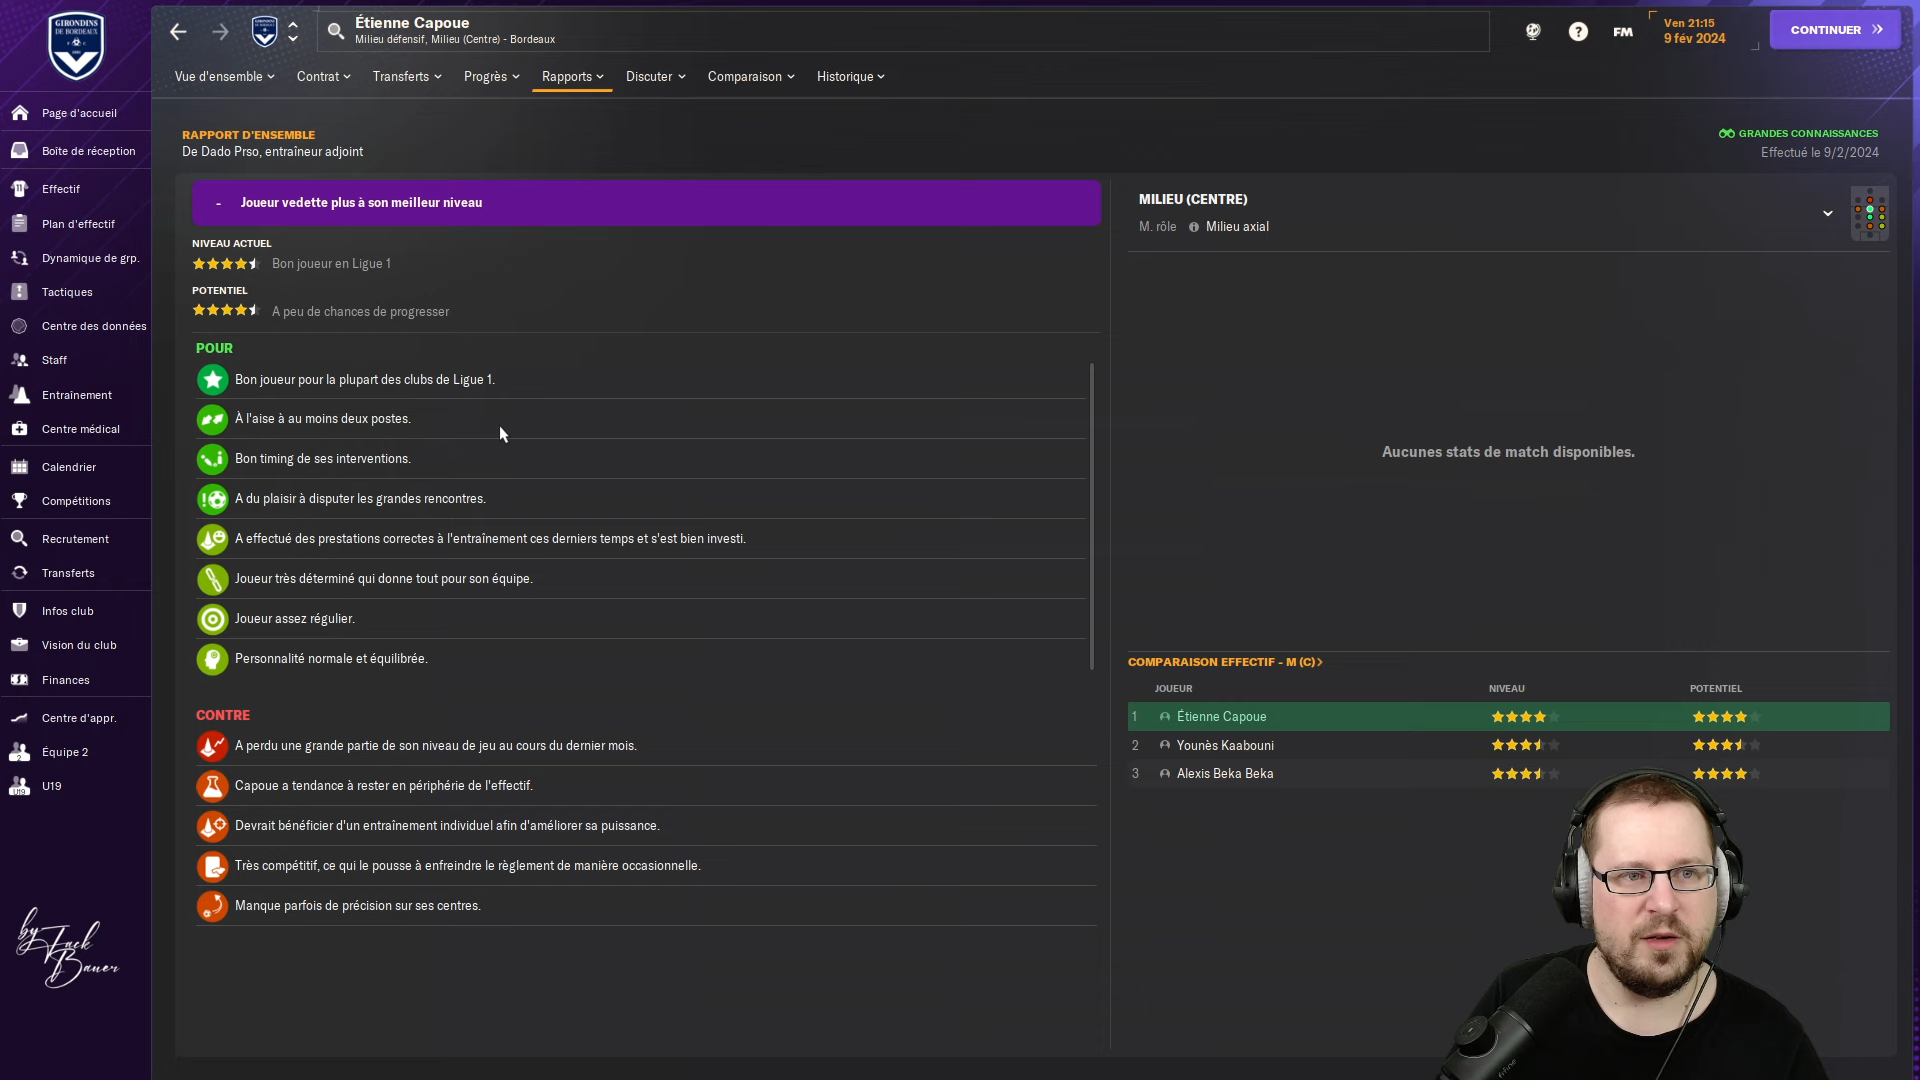 GIRONDINS
DE BORDEAUX
Étienne Capoue
Milieu défensif, Milieu (Centre) - Bordeaux
?
FM
Ven 21:15
9 fév 2024
CONTINUER
Vue d'ensemble
Contrat
Transferts
Progrès
Rapports
Discuter
Comparaison
Historique
Page d'accueil
Boîte de réception
Effectif
Plan d'effectif
Dynamique de grp.
Tactiques
Centre des données
Staff
Entraînement
Centre médical
Calendrier
Compétitions
Recrutement
Transferts
Infos club
Vision du club
Finances
Centre d'appr.
Équipe 2
U19
by Jack
Bauer
RAPPORT D'ENSEMBLE
De Dado Prso, entraîneur adjoint
GRANDES CONNAISSANCES
Effectué le 9/2/2024
- Joueur vedette plus à son meilleur niveau
NIVEAU ACTUEL
Bon joueur en Ligue 1
POTENTIEL
A peu de chances de progresser
POUR
Bon joueur pour la plupart des clubs de Ligue 1.
À l'aise à au moins deux postes.
Bon timing de ses interventions.
A du plaisir à disputer les grandes rencontres.
A effectué des prestations correctes à l'entraînement ces derniers temps et s'est bien investi.
Joueur très déterminé qui donne tout pour son équipe.
Joueur assez régulier.
Personnalité normale et équilibrée.
CONTRE
A perdu une grande partie de son niveau de jeu au cours du dernier mois.
Capoue a tendance à rester en périphérie de l'effectif.
Devrait bénéficier d'un entraînement individuel afin d'améliorer sa puissance.
Très compétitif, ce qui le pousse à enfreindre le règlement de manière occasionnelle.
Manque parfois de précision sur ses centres.
MILIEU (CENTRE)
M. rôle Milieu axial
Aucunes stats de match disponibles.
COMPARAISON EFFECTIF - M (C)>
JOUEUR NIVEAU POTENTIEL
1 Étienne Capoue
2 Younès Kaabouni
3 Alexis Beka Beka